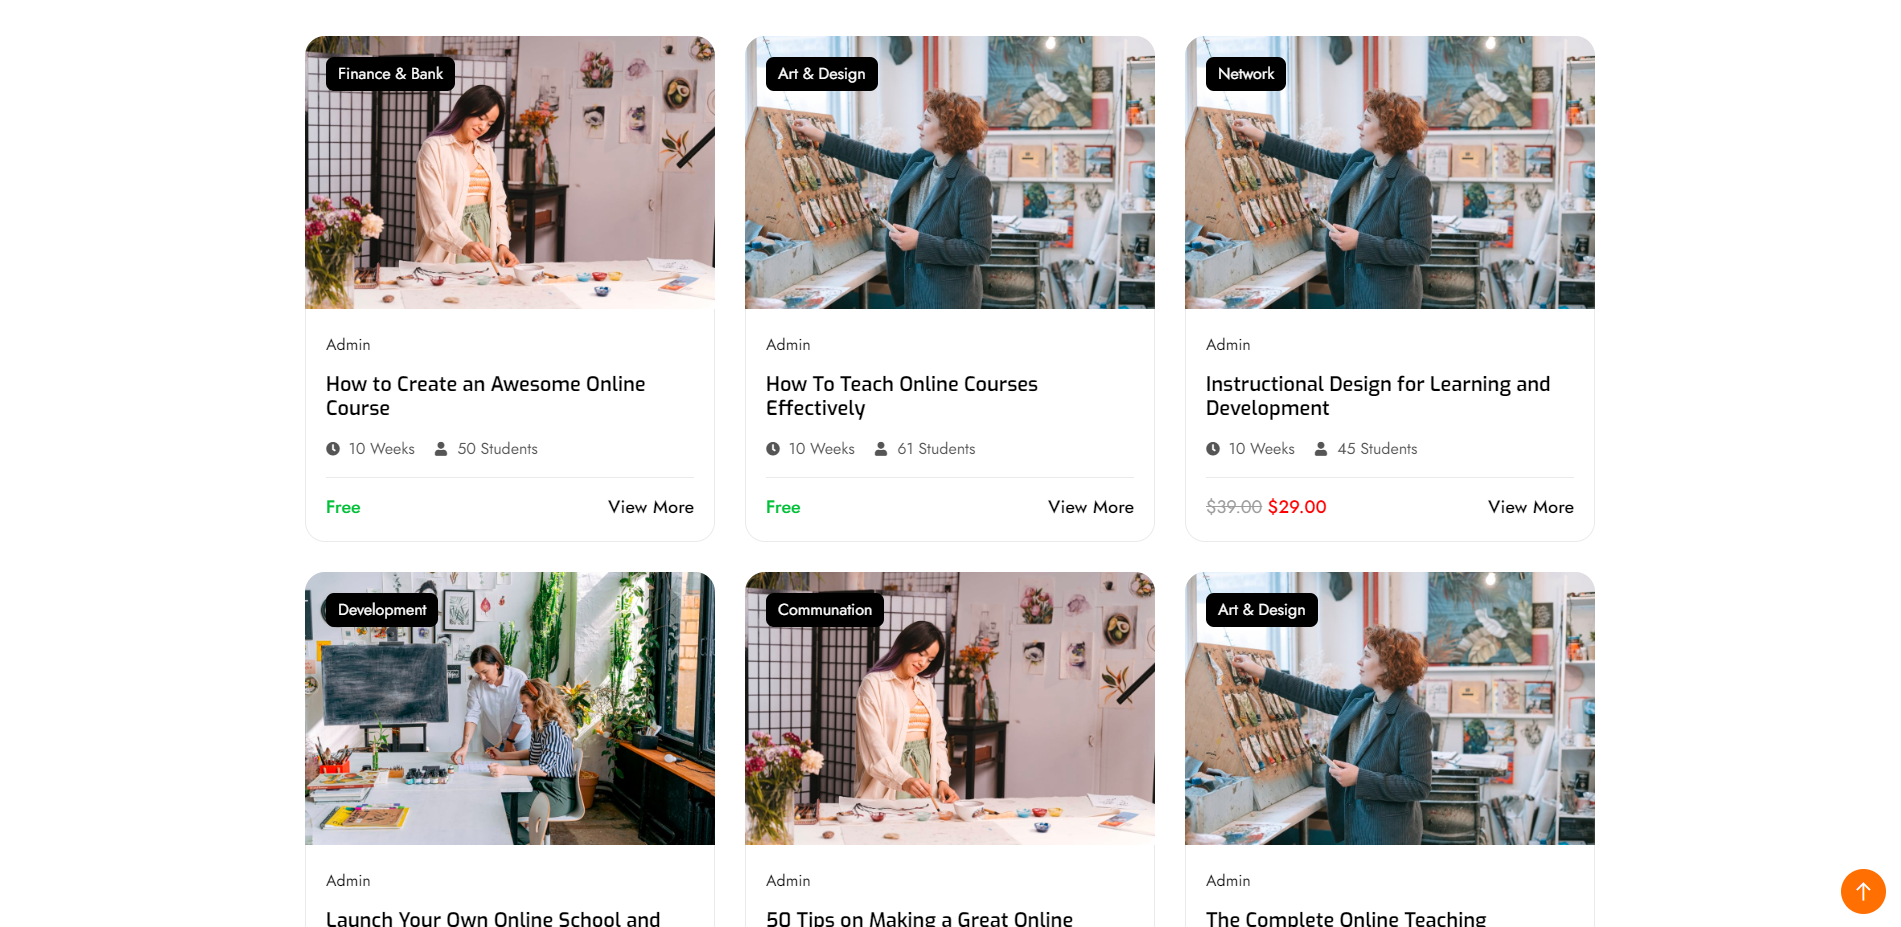 Finance & Bank
Art & Design
Network
Admin
Admin
Admin
How to Create an Awesome Online
Course
How To Teach Online Courses
Effectively
Instructional Design for Learning and
Development
10 Weeks 50 Students
10 Weeks 61 Students
10 Weeks 45 Students
Free View More
Free View More
$39.00 $29.00 View More
Development
Communation
Art & Design
Admin
Admin
Admin
Launch Your Own Online School and
50 Tips on Making a Great Online
The Complete Online Teaching